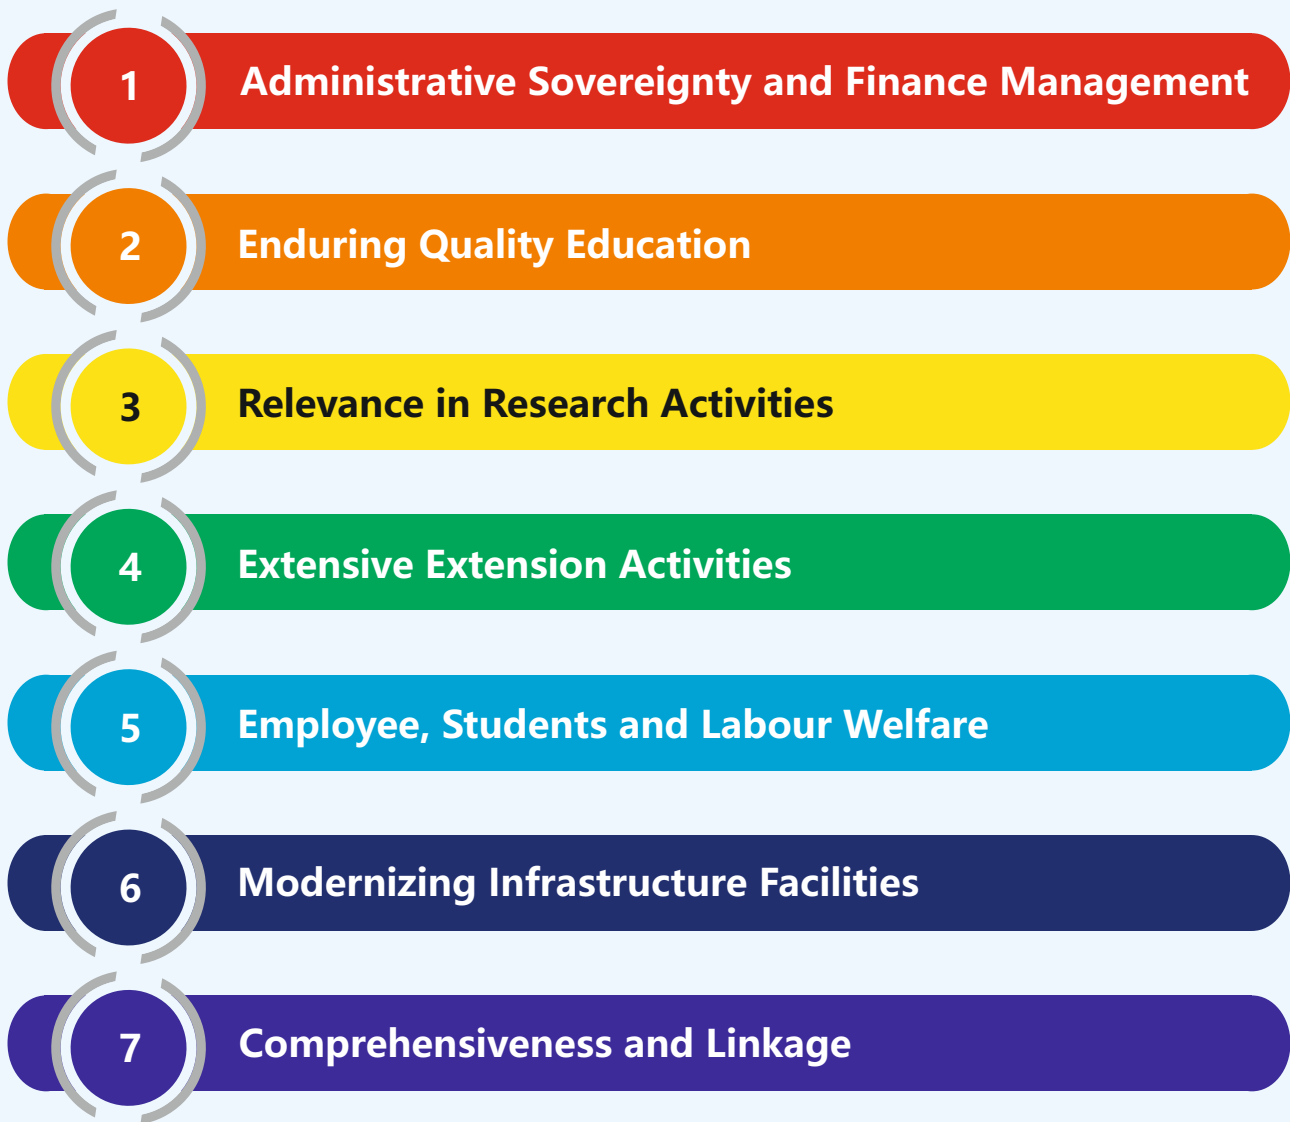 1 Administrative Sovereignty and Finance Management
2 Enduring Quality Education
3 Relevance in Research Activities
4 Extensive Extension Activities
5 Employee, Students and Labour Welfare
6 Modernizing Infrastructure Facilities
7 Comprehensiveness and Linkage